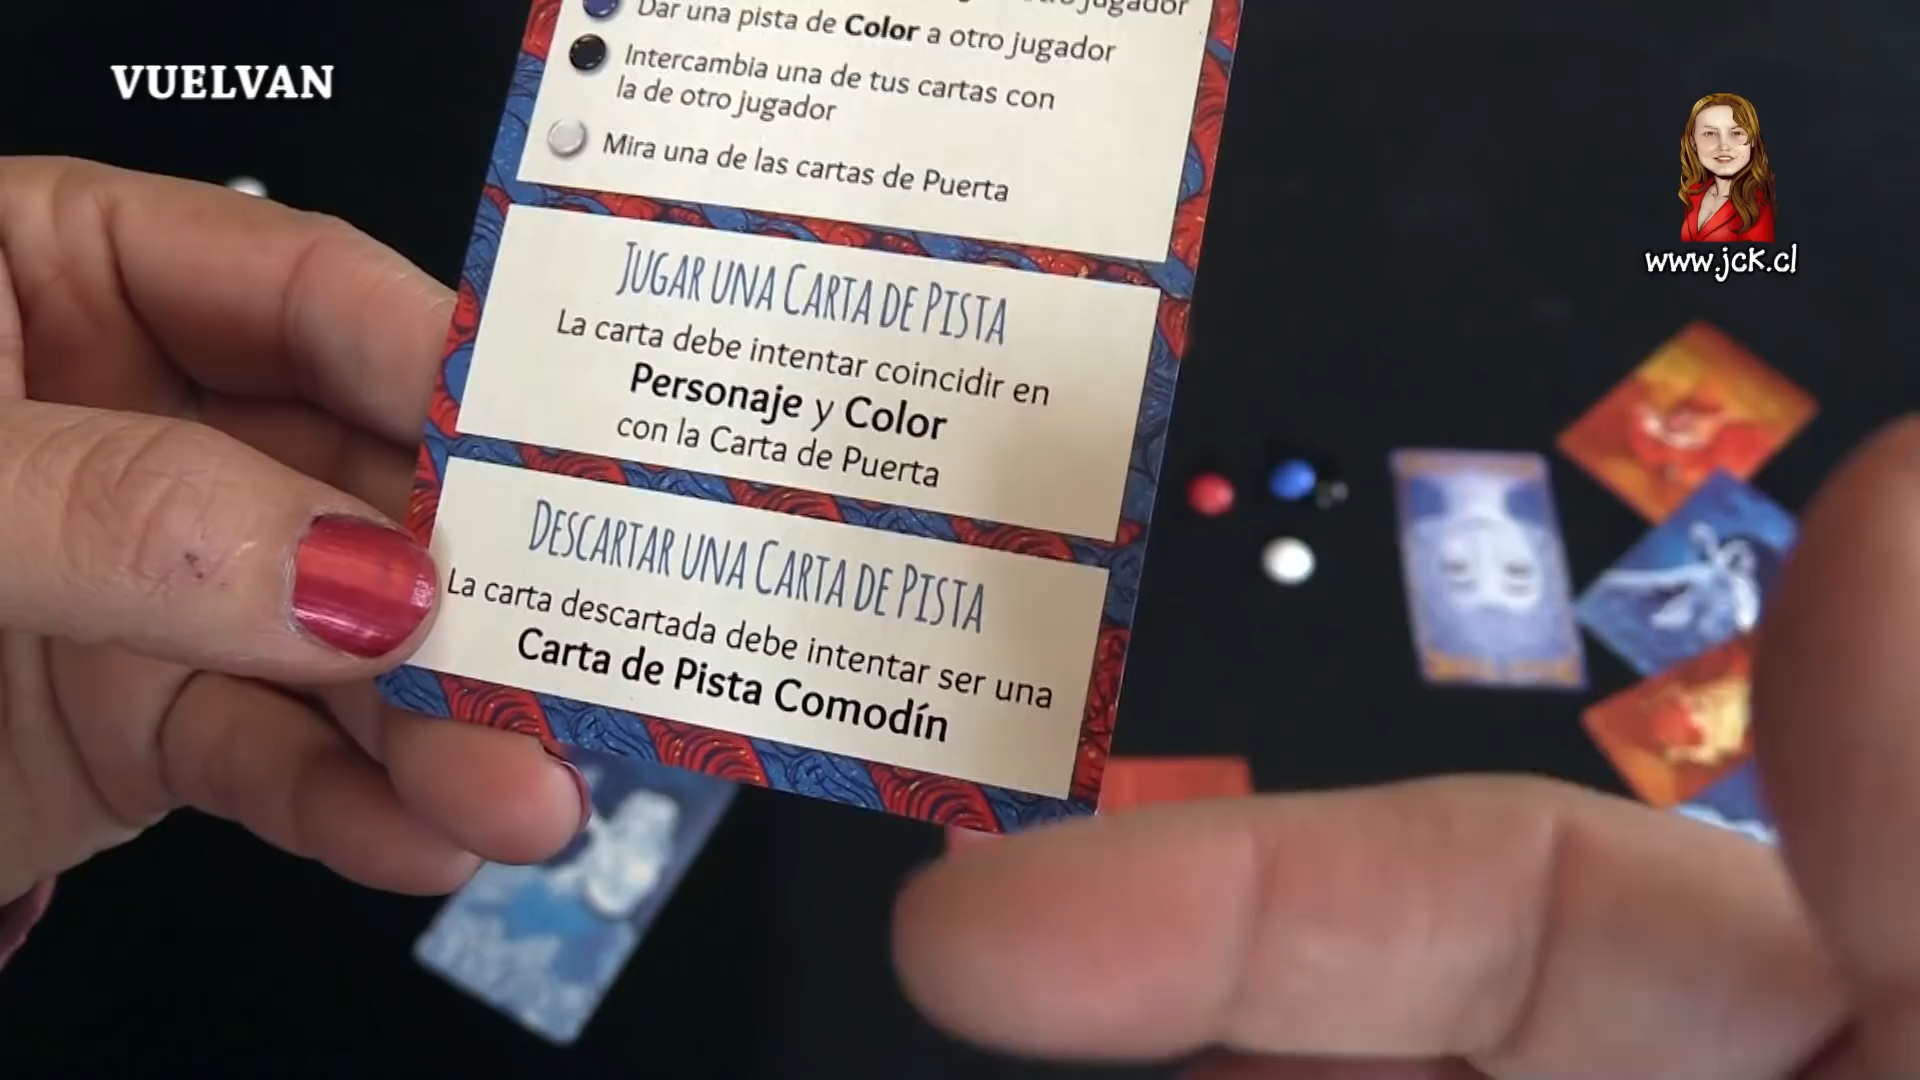 otro jugador
Dar una pista de Color a otro jugador
VUELVAN
Intercambia una de tus cartas con
la de otro jugador
Mira una de las cartas de Puerta
www.jck.cl
JUGAR UNA CARTA DE PISTA
La carta debe intentar coincidir en
Personaje y Color
con la Carta de Puerta
DESCARTAR UNA CARTA DE PISTA
La carta descartada debe intentar ser una
Carta de Pista Comodín